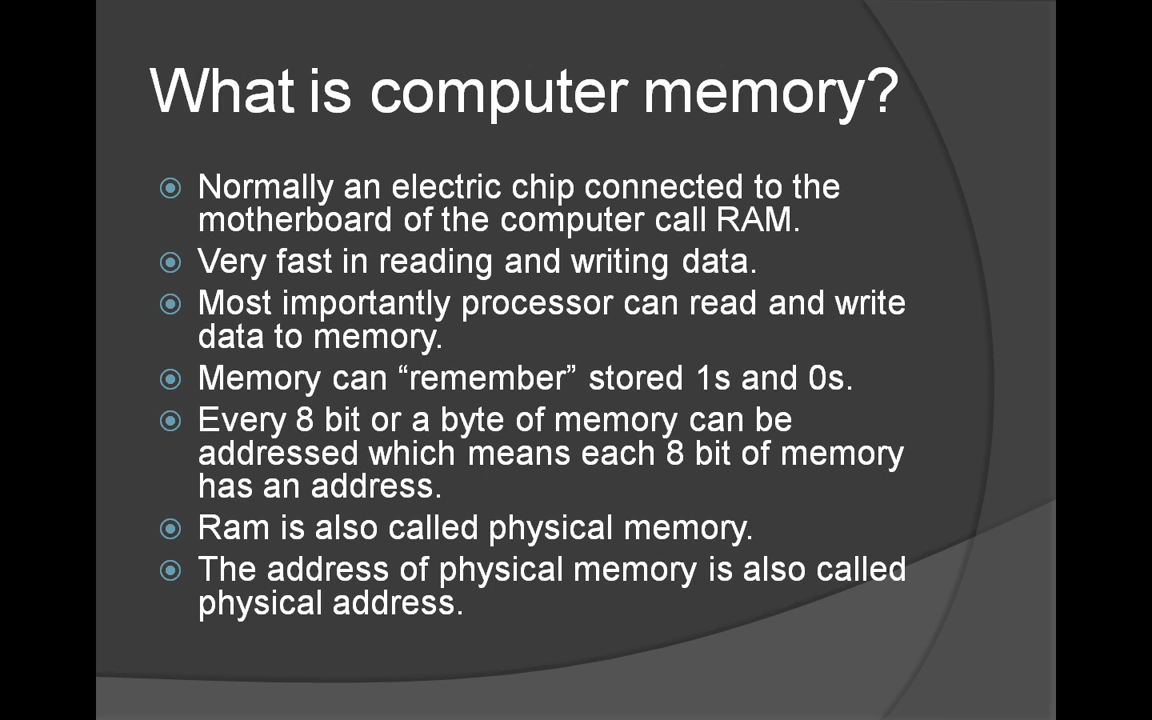 What is computer memory?
Normally an electric chip connected to the
motherboard of the computer call RAM.
Very fast in reading and writing data.
Most importantly processor can read and write
data to memory.
Memory can “remember” stored 1s and 0s.
Every 8 bit or a byte of memory can be
addressed which means each 8 bit of memory
has an address.
Ram is also called physical memory.
The address of physical memory is also called
physical address.